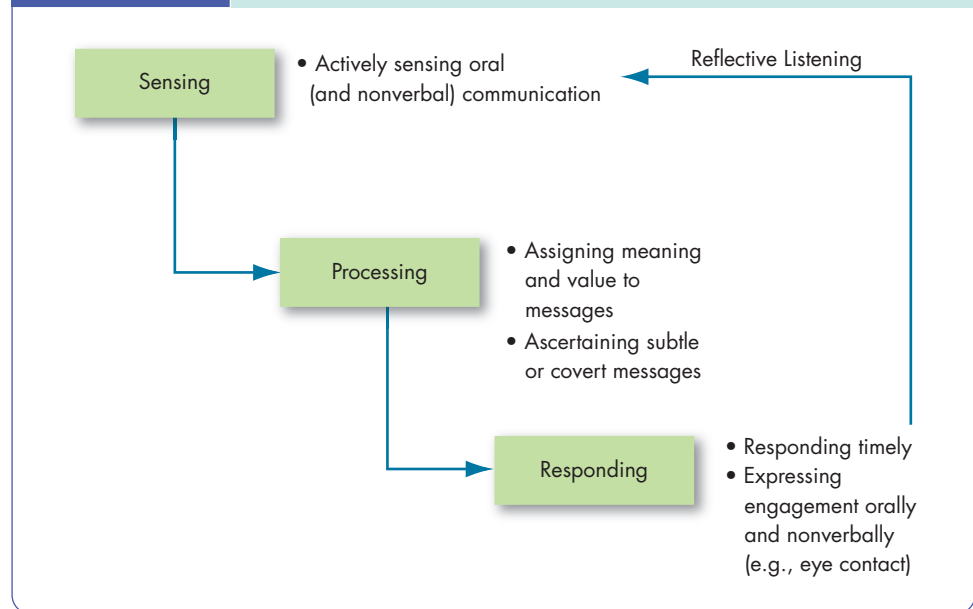 Sensing
• Actively sensing oral
(and nonverbal) communication
Reflective Listening
Processing
• Assigning meaning
and value to
messages
• Ascertaining subtle
or covert messages
Responding
• Responding timely
• Expressing
engagement orally
and nonverbally
(e.g., eye contact)